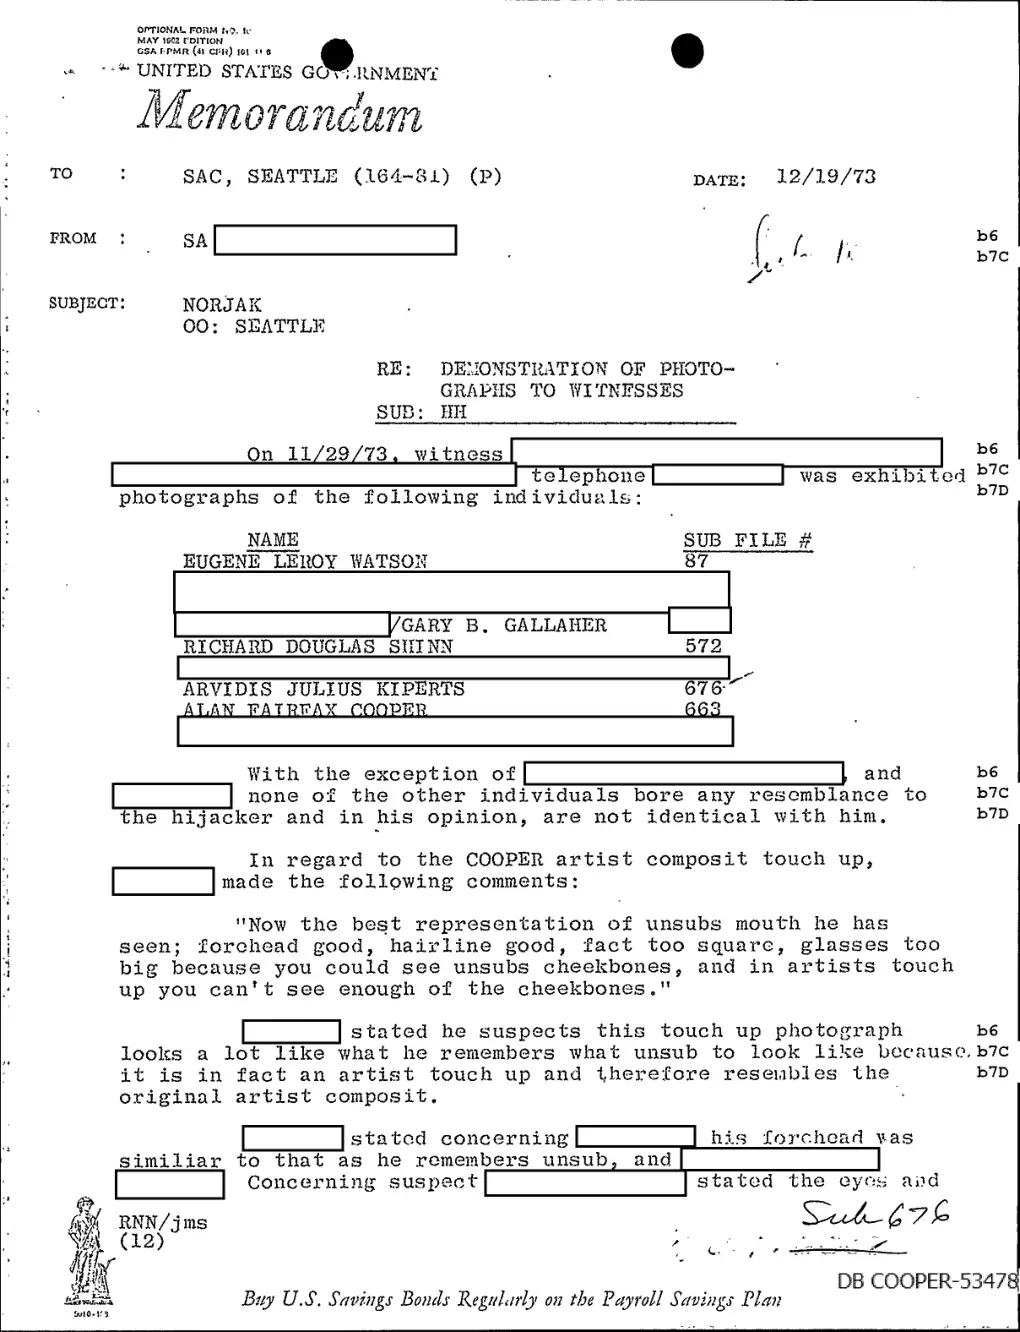 OPTIONAL FORM NO. 10
MAY 1962 EDITION
GSA FPMR (41 CFR) 101-11.6
UNITED STATES GOVERNMENT
Memorandum
TO : SAC, SEATTLE (164-81) (P) DATE: 12/19/73
FROM : SA b6
b7C
SUBJECT: NORJAK
OO: SEATTLE
RE: DEMONSTRATION OF PHOTO-
GRAPHS TO WITNESSES
SUB: HH
On 11/29/73, witness b6
telephone was exhibited b7C
photographs of the following individuals: b7D
NAME SUB FILE #
EUGENE LEROY WATSON 87
/GARY B. GALLAHER
RICHARD DOUGLAS SHINN 572
ARVIDIS JULIUS KIPERTS 676
ALAN FAIRFAX COOPER 663
With the exception of , and b6
none of the other individuals bore any resemblance to b7C
the hijacker and in his opinion, are not identical with him. b7D
In regard to the COOPER artist composit touch up,
made the following comments:
"Now the best representation of unsubs mouth he has
seen; forehead good, hairline good, fact too square, glasses too
big because you could see unsubs cheekbones, and in artists touch
up you can't see enough of the cheekbones."
stated he suspects this touch up photograph b6
looks a lot like what he remembers what unsub to look like because, b7C
it is in fact an artist touch up and therefore resembles the b7D
original artist composit.
stated concerning his forehead was
similiar to that as he remembers unsub, and
Concerning suspect stated the eyes and
RNN/jms
(12)
Sub 676
DB COOPER-53478
5010-108
Buy U.S. Savings Bonds Regularly on the Payroll Savings Plan